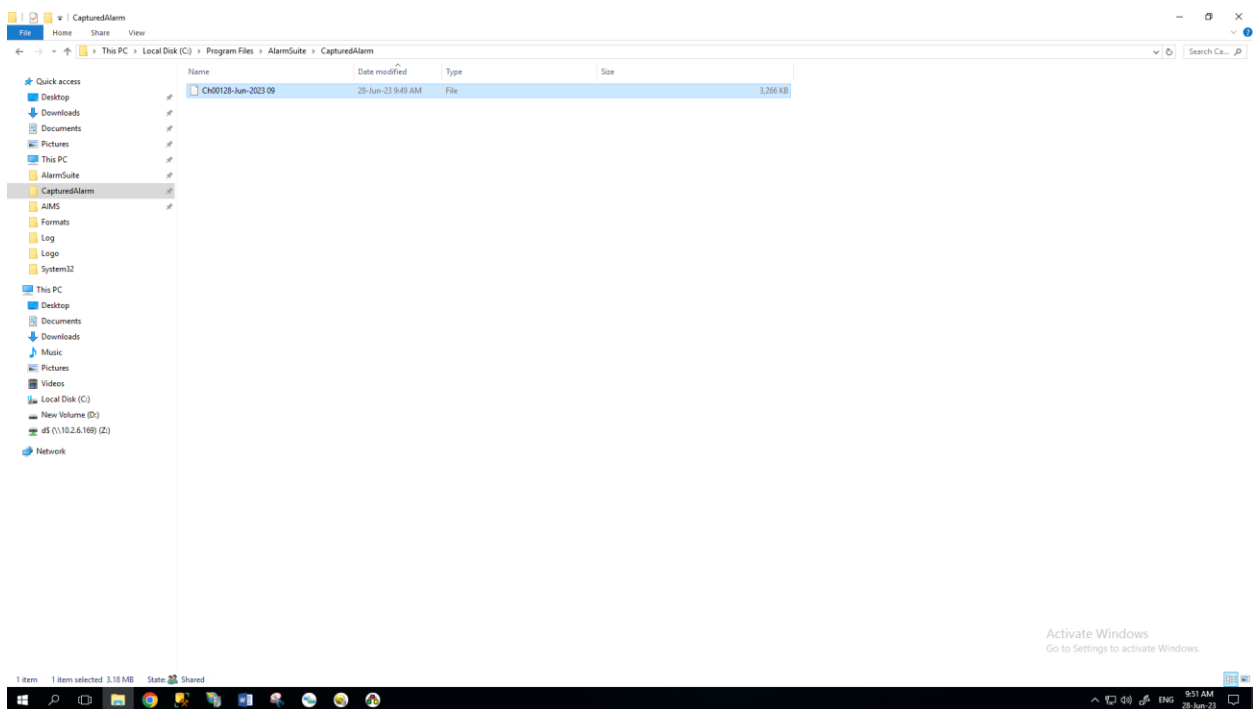 CapturedAlarm
File Home Share View
This PC Local Disk (C:) Program Files AlarmSuite CapturedAlarm Search Ca...
Name Date modified Type Size
Ch00128-Jun-2023 09 28-Jun-23 9:49 AM File 3,266 KB
Quick access
Desktop
Downloads
Documents
Pictures
This PC
AlarmSuite
CapturedAlarm
AIMS
Formats
Log
Logo
System32
This PC
Desktop
Documents
Downloads
Music
Pictures
Videos
Local Disk (C:)
New Volume (D:)
d$ (\\10.2.6.169) (Z:)
Network
Activate Windows
Go to Settings to activate Windows.
1 item 1 item selected 3.18 MB State: Shared
ENG 9:51 AM
28-Jun-23